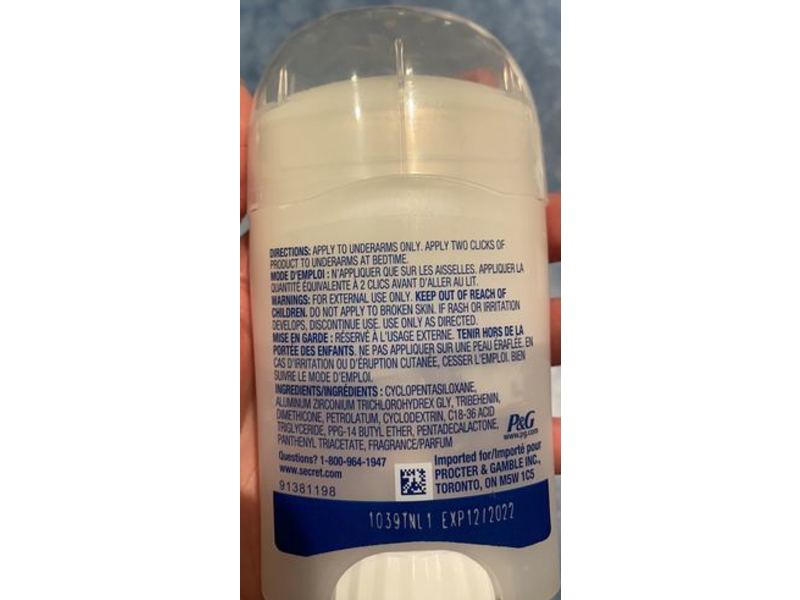 DIRECTIONS: APPLY TO UNDERARMS ONLY. APPLY TWO CLICKS OF
PRODUCT TO UNDERARMS AT BEDTIME.
MODE D'EMPLOI : N'APPLIQUER QUE SUR LES AISSELLES. APPLIQUER LA
QUANTITÉ ÉQUIVALENTE À 2 CLICS AVANT D'ALLER AU LIT.
WARNINGS: FOR EXTERNAL USE ONLY. KEEP OUT OF REACH OF
CHILDREN. DO NOT APPLY TO BROKEN SKIN. IF RASH OR IRRITATION
DEVELOPS, DISCONTINUE USE. USE ONLY AS DIRECTED.
MISE EN GARDE : RÉSERVÉ À L'USAGE EXTERNE. TENIR HORS DE LA
PORTÉE DES ENFANTS. NE PAS APPLIQUER SUR UNE PEAU ÉRAFLÉE. EN
CAS D'IRRITATION OU D'ÉRUPTION CUTANÉE, CESSER L'EMPLOI. BIEN
SUIVRE LE MODE D'EMPLOI.
INGREDIENTS/INGRÉDIENTS : CYCLOPENTASILOXANE,
ALUMINUM ZIRCONIUM TRICHLOROHYDREX GLY, TRIBEHENIN,
DIMETHICONE, PETROLATUM, CYCLODEXTRIN, C18-36 ACID
TRIGLYCERIDE, PPG-14 BUTYL ETHER, PENTADECALACTONE,
PANTHENYL TRIACETATE, FRAGRANCE/PARFUM
P&G
www.pg.com
Questions? 1-800-964-1947
www.secret.com
91381198
Imported for/Importé pour
PROCTER & GAMBLE INC.,
TORONTO, ON M5W 1C5
1039TNL1 EXP12/2022